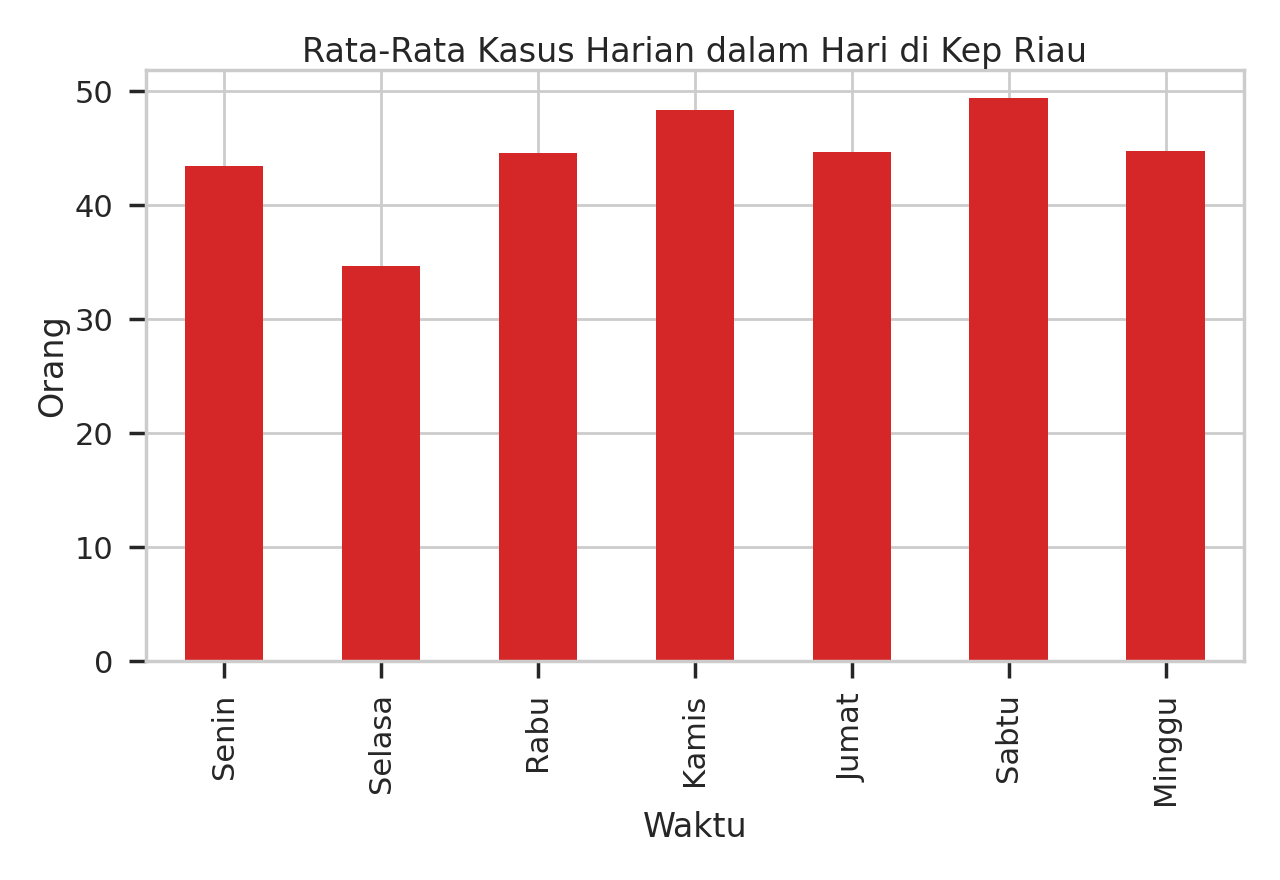 Rata-Rata Kasus Harian dalam Hari di Kep Riau
50
40
30
20
10
0
Orang
Senin
Selasa
Rabu
Kamis
Jumat
Sabtu
Minggu
Waktu